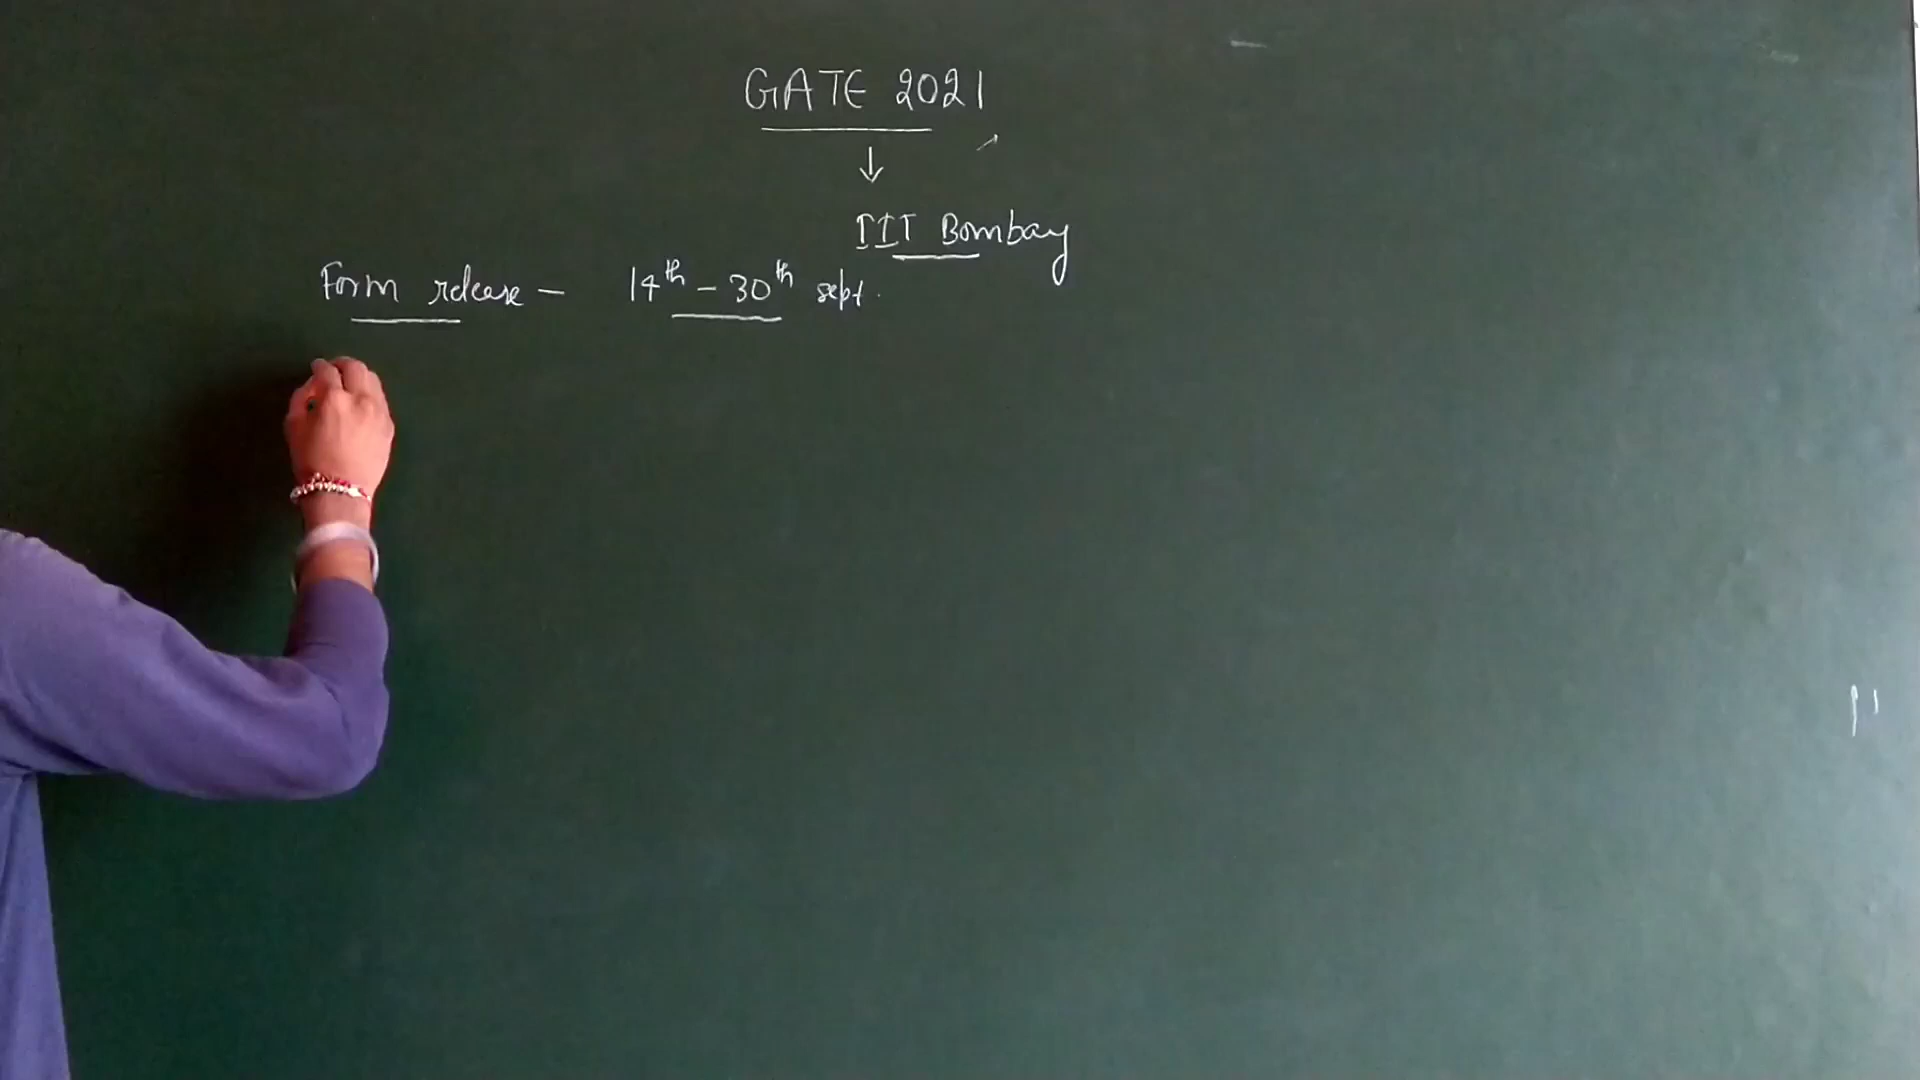 GATE 2021
↓
IIT Bombay
Form release - 14th - 30th sept.